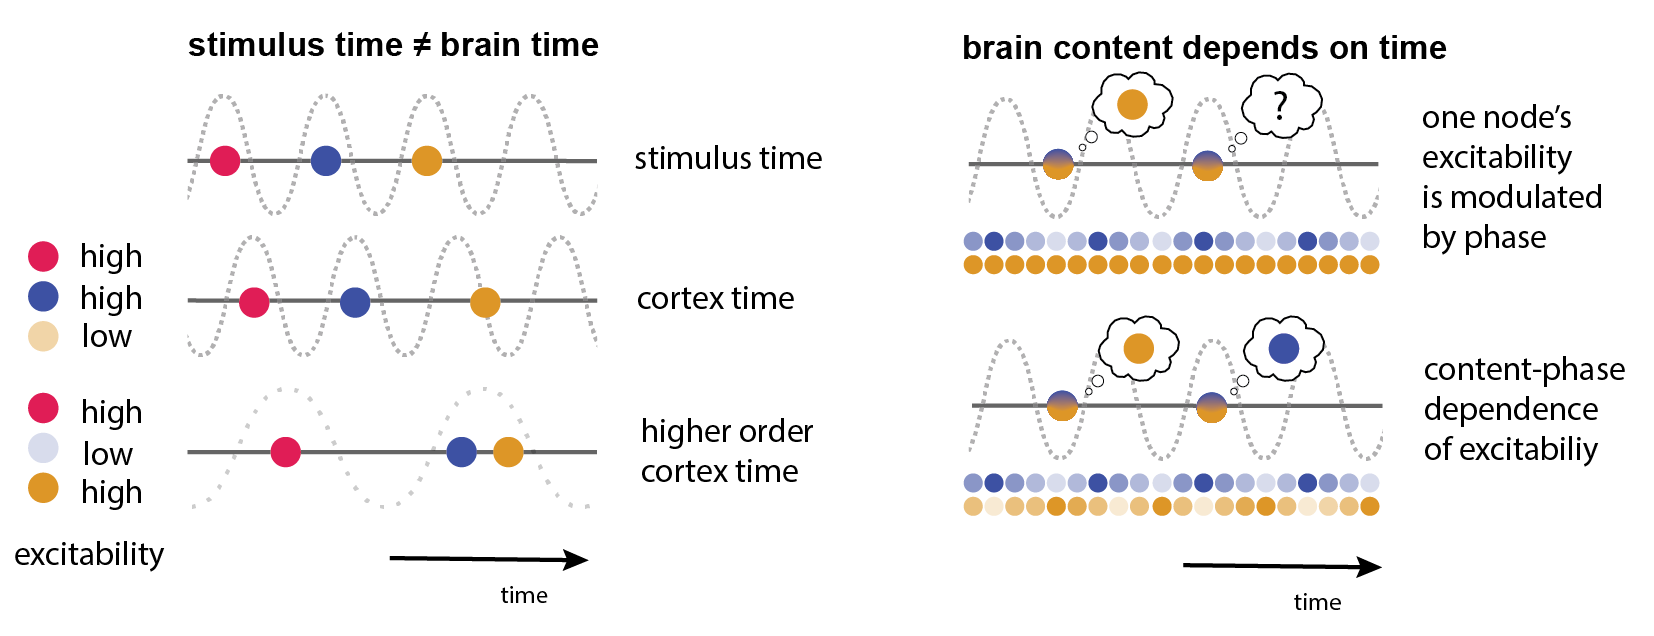 stimulus time ≠ brain time
stimulus time
high
high
low
cortex time
high
low
high
higher order
cortex time
excitability
time
brain content depends on time
?
one node's
excitability
is modulated
by phase
content-phase
dependence
of excitabiliy
time